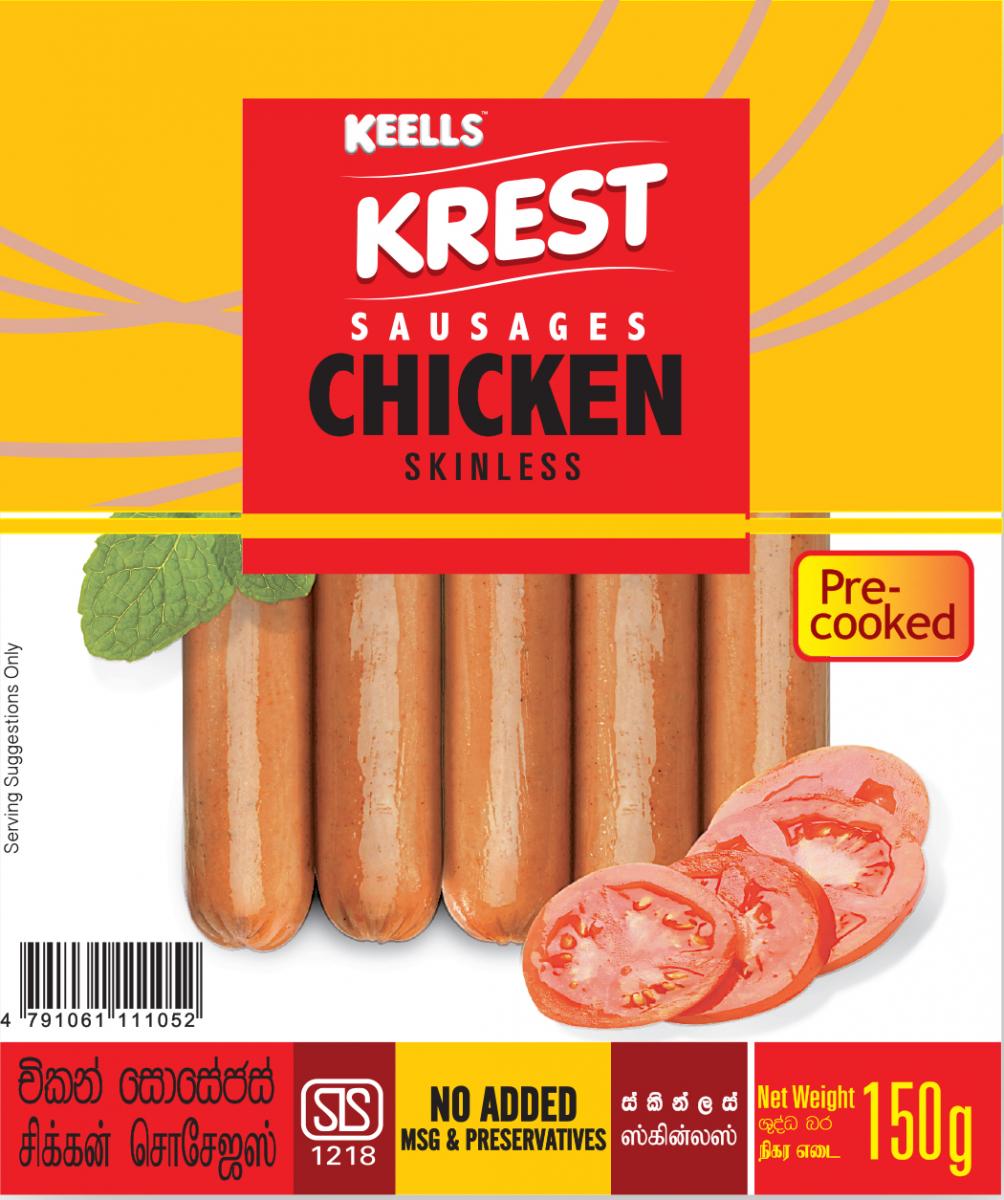 KEELLS™
KREST
SAUSAGES
CHICKEN
SKINLESS
Pre-
cooked
Serving Suggestions Only
4 791061 111052
චිකන් සොසේජස්
சிக்கன் சொசேஜஸ்
SLS
1218
NO ADDED
MSG & PRESERVATIVES
ස්කින්ලස්
ஸ்கின்லஸ்
Net Weight
ශුද්ධ බර
நிகர எடை
150g